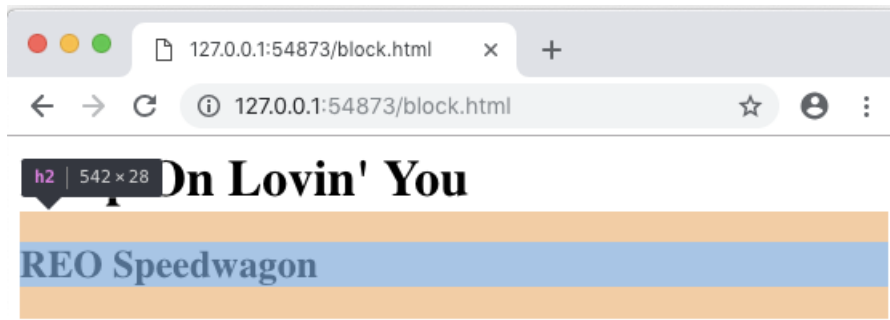 127.0.0.1:54873/block.html
127.0.0.1:54873/block.html
h2 542 × 28
On Lovin' You
REO Speedwagon